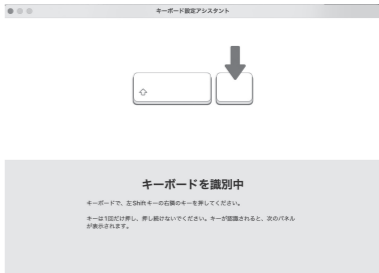 キーボード設定アシスタント
キーボードを識別中
キーボードで、左Shiftキーの右隣のキーを押してください。
キーは1回だけ押し、押し続けないでください。キーが認識されると、次のパネル
が表示されます。